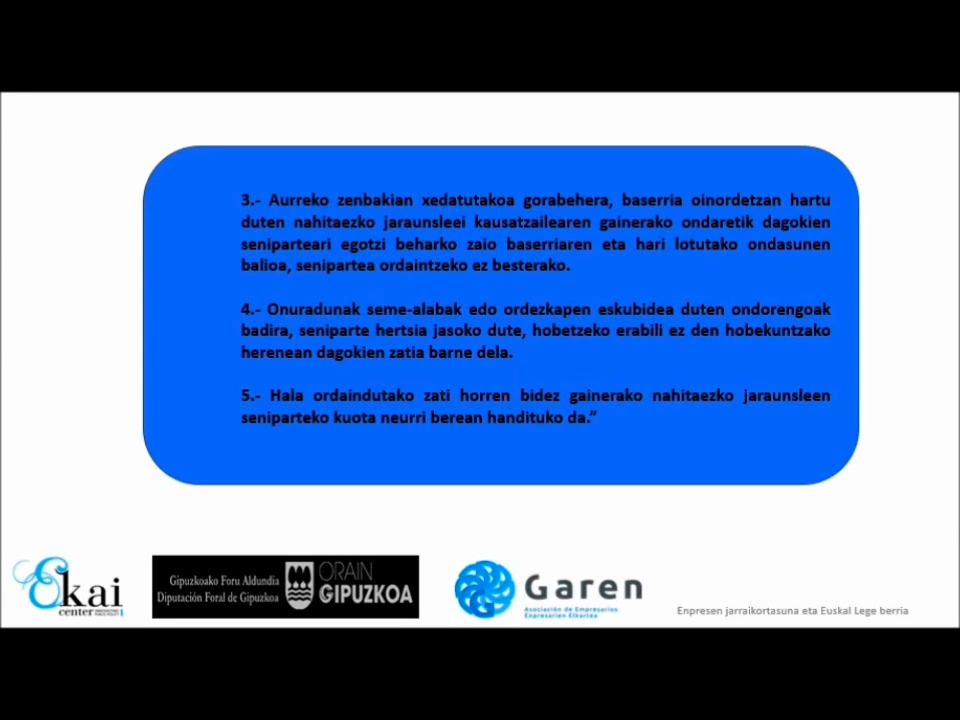 3.- Aurreko zenbakian xedatutakoa gorabehera, baserria oinordetzan hartu
duten nahitaezko jaraunsleei kausatzailearen gainerako ondaretik dagokien
seniparteari egotzi beharko zaio baserriaren eta hari lotutako ondasunen
balioa, senipartea ordaintzeko ez besterako.
4.- Onuradunak seme-alabak edo ordezkapen eskubidea duten ondorengoak
badira, seniparte hertsia jasoko dute, hobetzeko erabili ez den hobekuntzako
herenean dagokien zatia barne dela.
5.- Hala ordaindutako zati horren bidez gainerako nahitaezko jaraunsleen
seniparteko kuota neurri berean handituko da.”
Ekai
center
Gipuzkoako Foru Aldundia
Diputación Foral de Gipuzkoa
ORAIN
GIPUZKOA
Garen
Asociación de Empresarios
Enpresarien Elkartea
Enpresen jarraikortasuna eta Euskal Lege berria